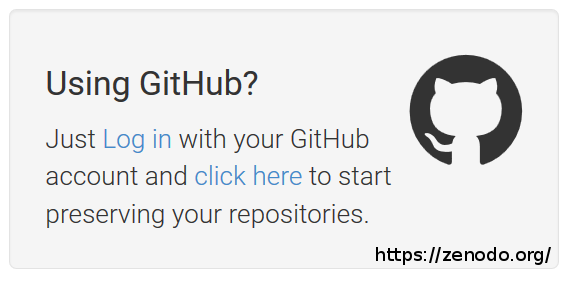 Using GitHub?
Just Log in with your GitHub
account and click here to start
preserving your repositories.
https://zenodo.org/